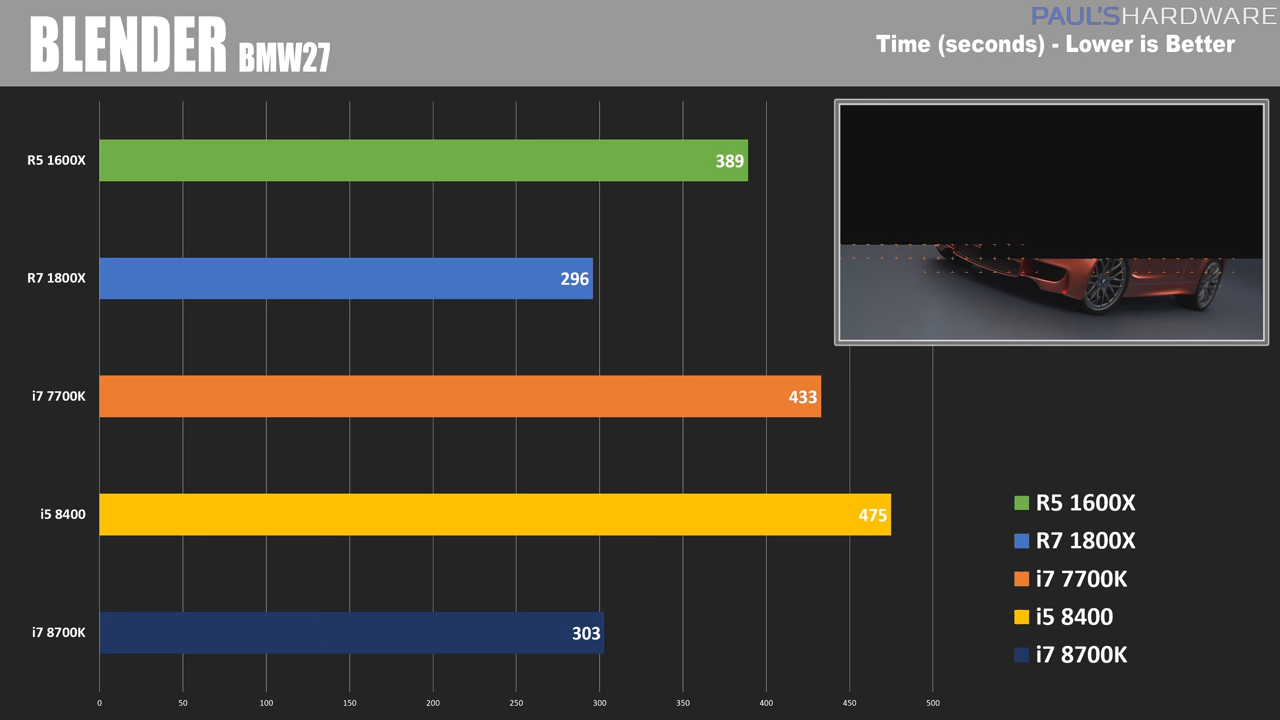 BLENDER BMW27
PAUL'SHARDWARE
Time (seconds) - Lower is Better
R5 1600X
389
R7 1800X
296
i7 7700K
433
i5 8400
475
i7 8700K
303
0 50 100 150 200 250 300 350 400 450 500
R5 1600X
R7 1800X
i7 7700K
i5 8400
i7 8700K